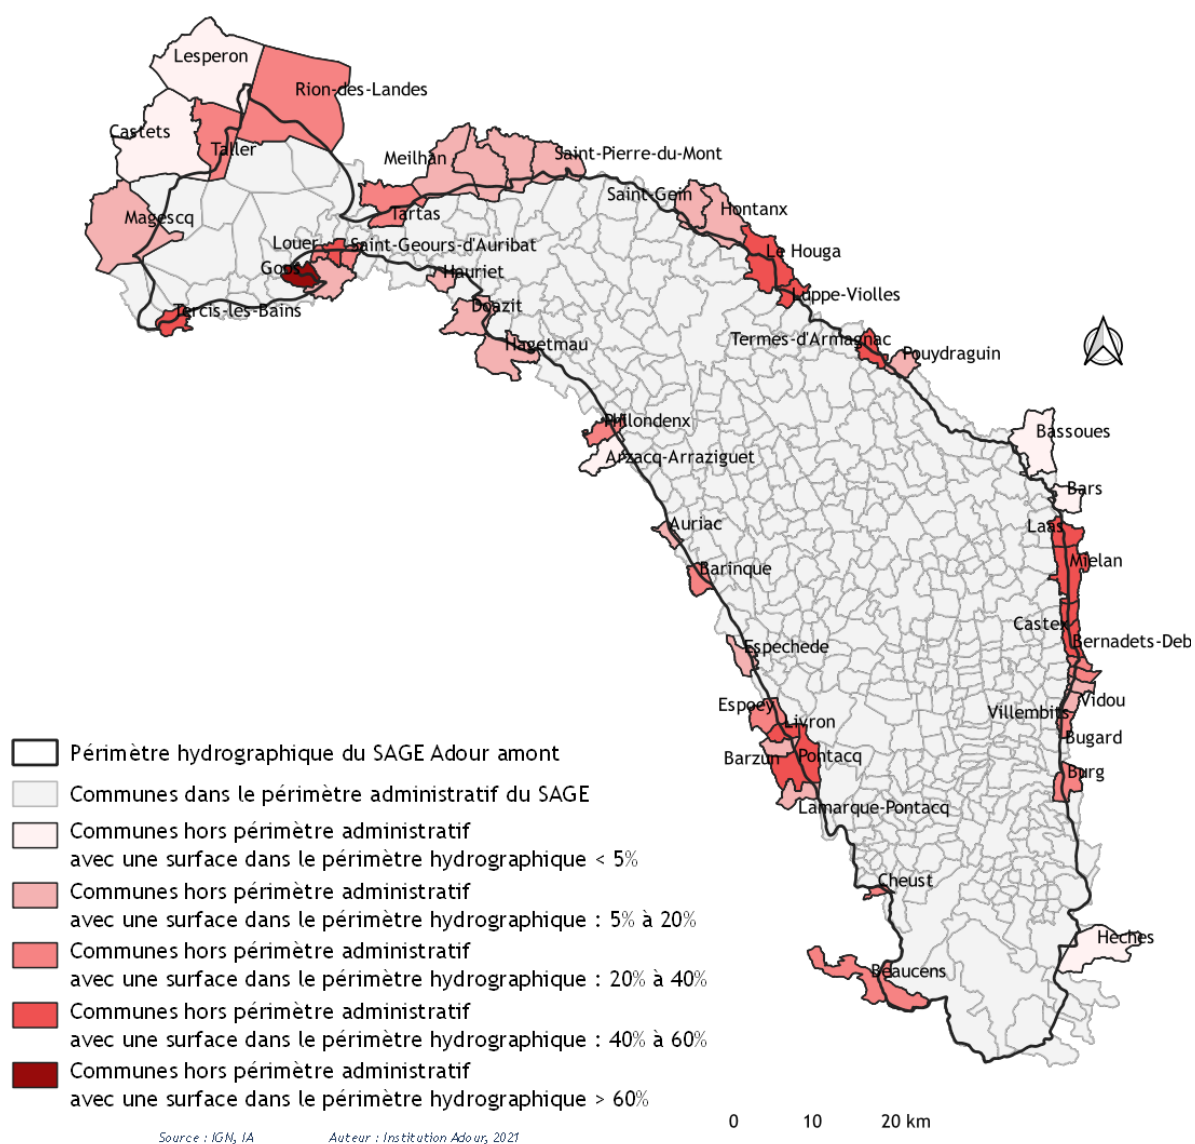 Lesperon
Rion-des-Landes
Castets
Taller
Meilhan
Saint-Pierre-du-Mont
Saint-Gein
Hontanx
Magescq
Tartas
Louer
Saint-Geours-d'Auribat
Le Houga
Goos
Hauriet
Luppe-Violles
Tercis-les-Bains
Doazit
Termes-d'Armagnac
Hagetmau
Pouydraguin
Philondenx
Bassoues
Arzacq-Arraziguet
Bars
Auriac
Laas
Mielan
Barinque
Castex
Bernadets-Deb
Espechede
Vidou
Espoey
Villembits
Livron
Bugard
Barzun
Pontacq
Burg
Lamarque-Pontacq
Cheust
Heches
Beaucens
Périmètre hydrographique du SAGE Adour amont
Communes dans le périmètre administratif du SAGE
Communes hors périmètre administratif
avec une surface dans le périmètre hydrographique < 5%
Communes hors périmètre administratif
avec une surface dans le périmètre hydrographique : 5% à 20%
Communes hors périmètre administratif
avec une surface dans le périmètre hydrographique : 20% à 40%
Communes hors périmètre administratif
avec une surface dans le périmètre hydrographique : 40% à 60%
Communes hors périmètre administratif
avec une surface dans le périmètre hydrographique > 60%
0 10 20 km
Source : IGN, IA Auteur : Institution Adour, 2021